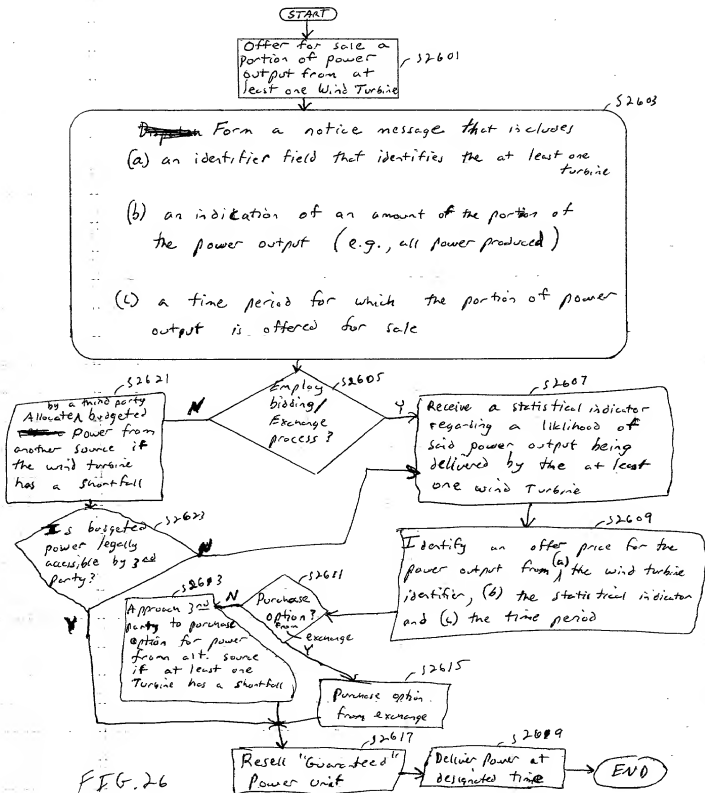 START
Offer for sale a
portion of power
output from at
least one Wind Turbine
S2601
S2603
Form a notice message that includes
(a) an identifier field that identifies the at least one
turbine
(b) an indication of an amount of the portion of
the power output (e.g., all power produced)
(c) a time period for which the portion of power
output is offered for sale
S2605
Employ
bidding/
Exchange
process?
N
Y
S2621
by a third party
Allocate budgeted
Power from
another source if
the wind turbine
has a shortfall
S2607
Receive a statistical indicator
regarding a liklihood of
said power output being
delivered by the at least
one wind Turbine
S2623
Is budgeted
power legally
accessible by 3rd
Party?
N
Y
S2609
Identify an offer price for the
power output from (a) the wind turbine
identifier, (b) the statistical indicator
and (c) the time period
S2611
Purchase
option?
from
exchange
N
Y
S2613
Approach 3rd
party to purchase
option for power
from alt. source
if at least one
Turbine has a shortfall
S2615
Purchase option
from exchange
S2617
Resell "Guaranteed"
Power unit
S2619
Deliver Power at
designated time
END
FIG. 26